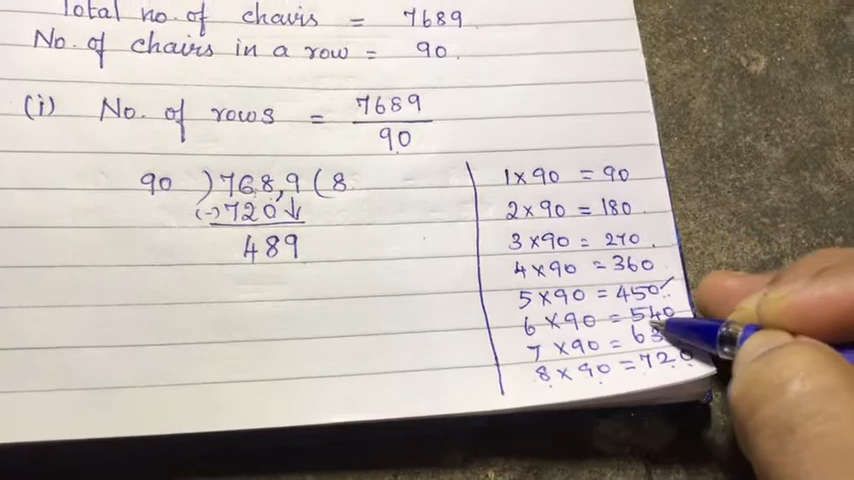 Total no. of chairs = 7689
No. of chairs in a row = 90.
(i) No. of rows = 7689
90
90 ) 768,9 ( 8
(-) 720 ↓
489
1 x 90 = 90
2 x 90 = 180
3 x 90 = 270
4 x 90 = 360
5 x 90 = 450 ✓
6 x 90 = 540
7 x 90 = 63
8 x 90 = 720